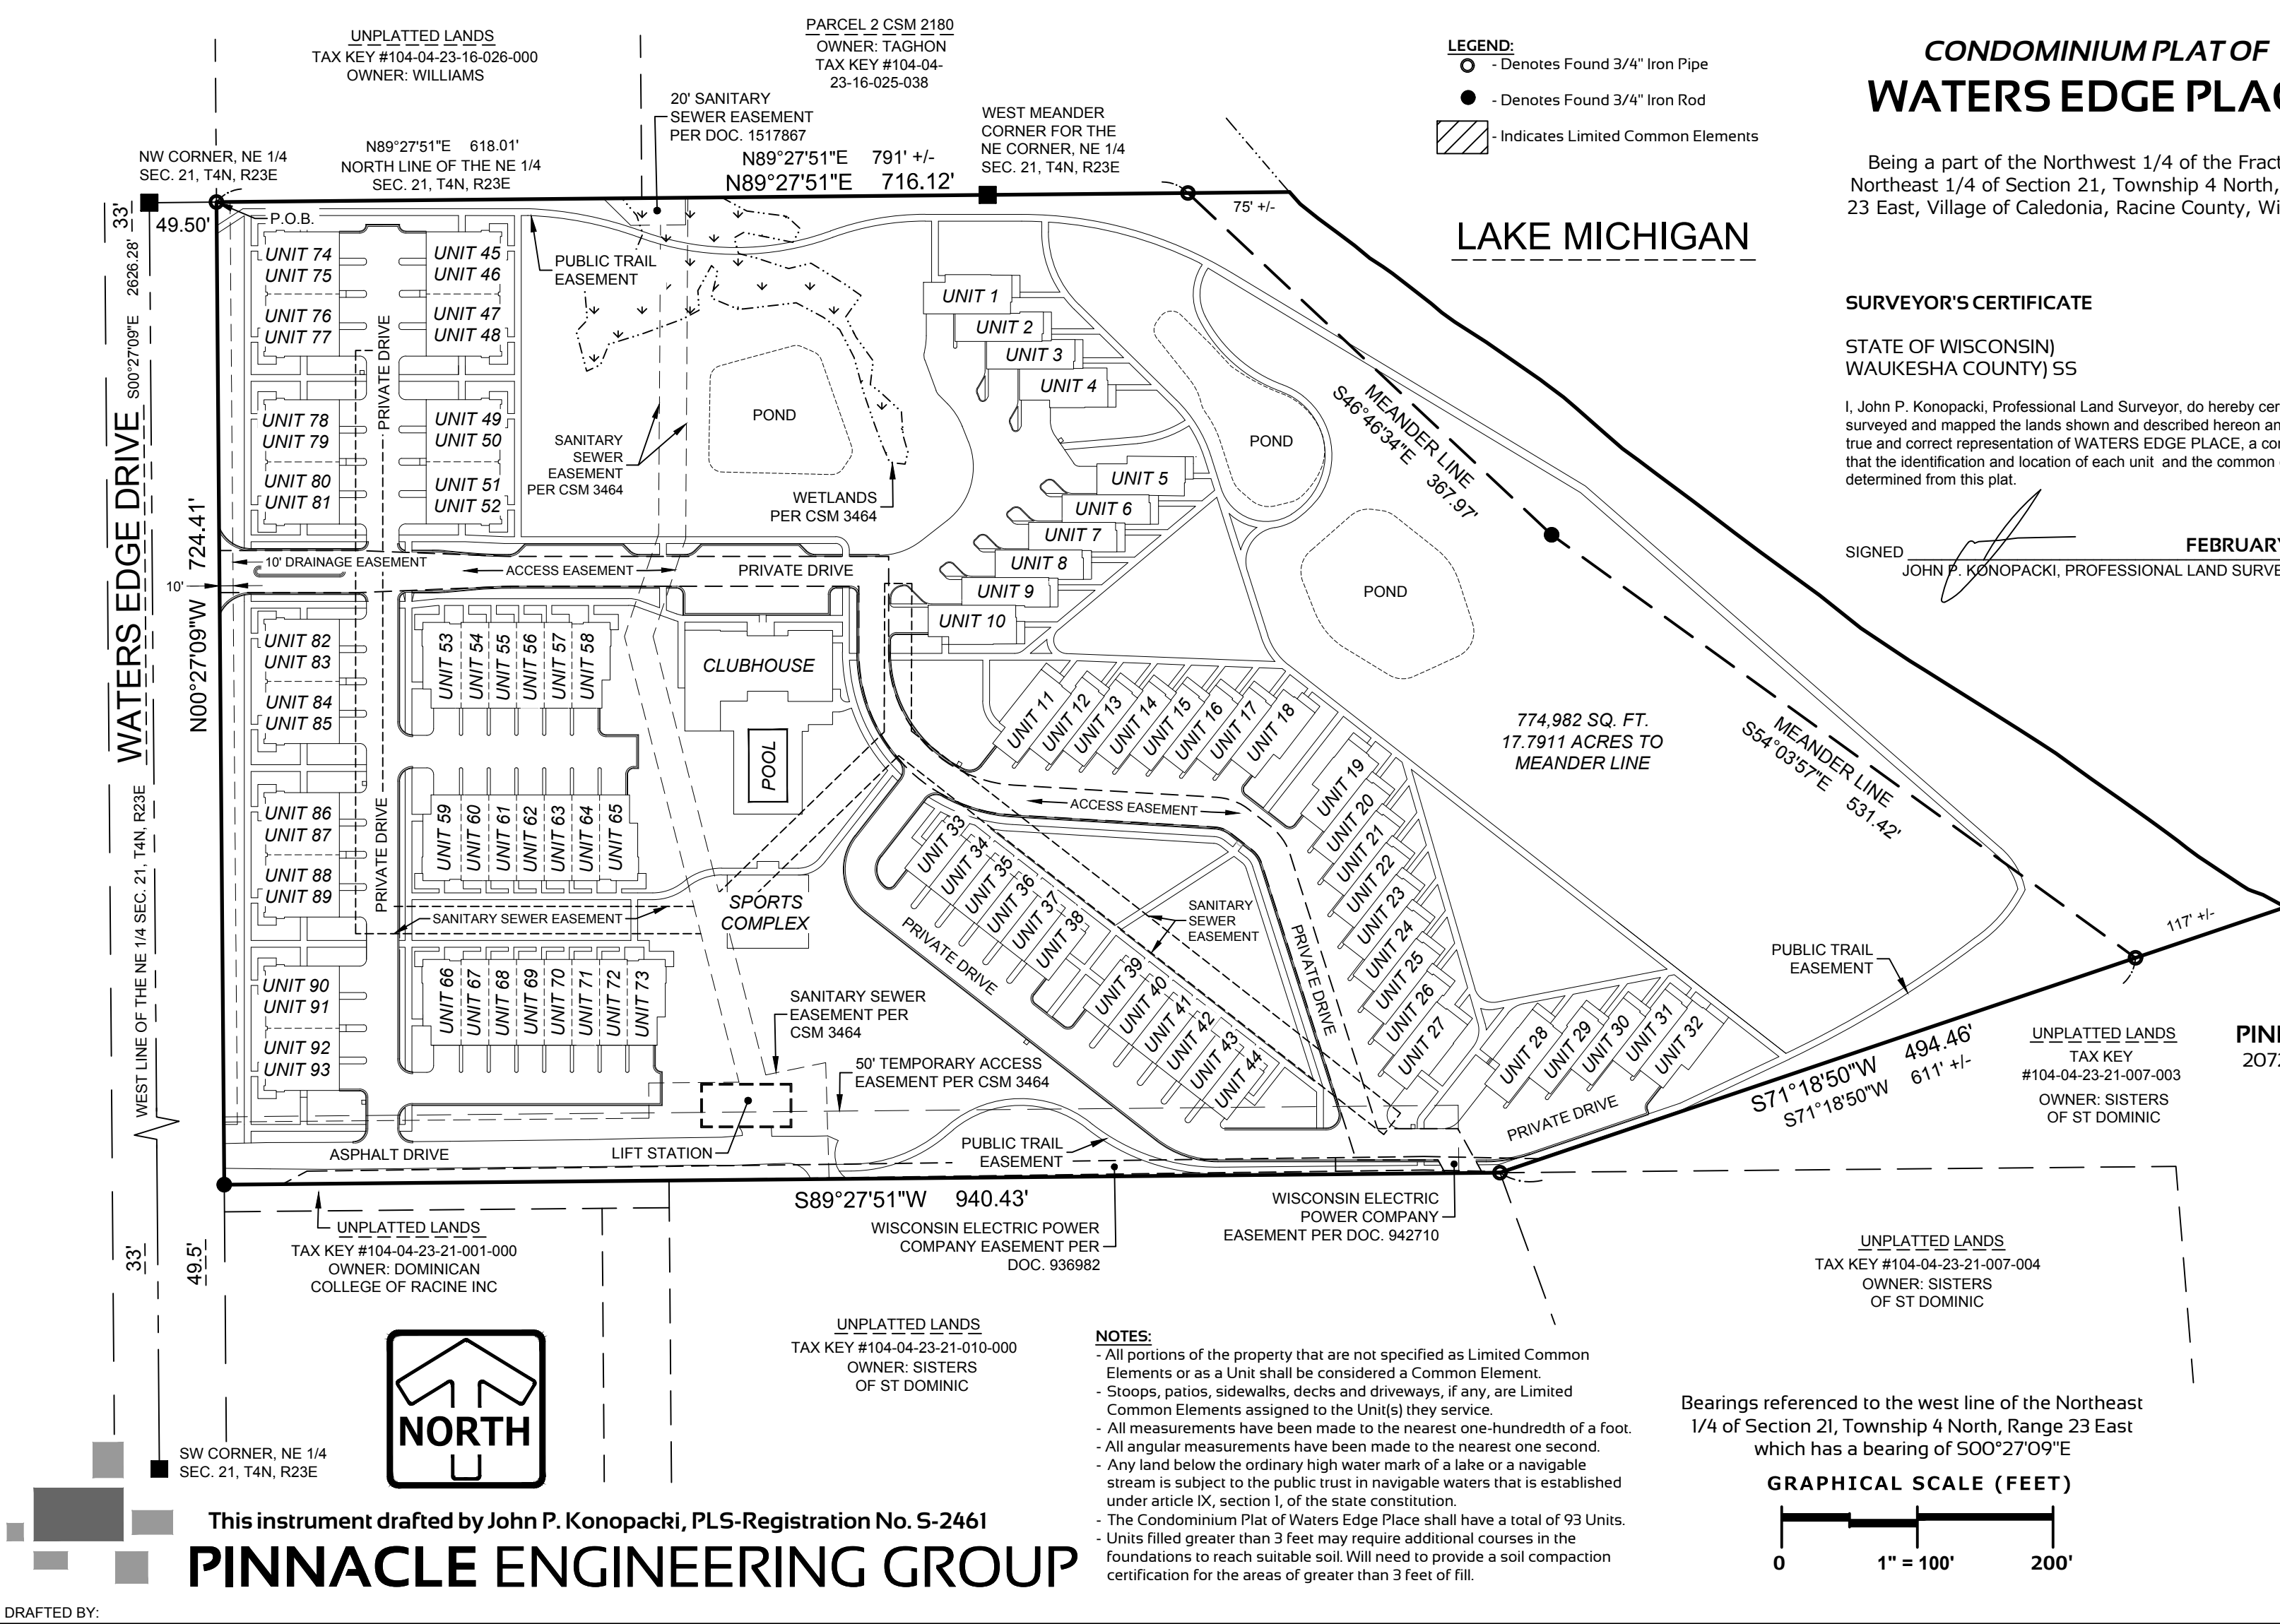 UNPLATTED LANDS
TAX KEY #104-04-23-16-026-000
OWNER: WILLIAMS
PARCEL 2 CSM 2180
OWNER: TAGHON
TAX KEY #104-04-
23-16-025-038
LEGEND:
- Denotes Found 3/4" Iron Pipe
- Denotes Found 3/4" Iron Rod
- Indicates Limited Common Elements
CONDOMINIUM PLAT OF
WATERS EDGE PLAC
Being a part of the Northwest 1/4 of the Fract
Northeast 1/4 of Section 21, Township 4 North,
23 East, Village of Caledonia, Racine County, Wi
20' SANITARY
SEWER EASEMENT
PER DOC. 1517867
WEST MEANDER
CORNER FOR THE
NE CORNER, NE 1/4
SEC. 21, T4N, R23E
NW CORNER, NE 1/4
SEC. 21, T4N, R23E
N89°27'51"E 618.01'
NORTH LINE OF THE NE 1/4
SEC. 21, T4N, R23E
N89°27'51"E 791' +/-
N89°27'51"E 716.12'
33'
49.50'
P.O.B.
75' +/-
LAKE MICHIGAN
PUBLIC TRAIL
EASEMENT
UNIT 74
UNIT 75
UNIT 76
UNIT 77
UNIT 45
UNIT 46
UNIT 47
UNIT 48
PRIVATE DRIVE
UNIT 78
UNIT 79
UNIT 80
UNIT 81
UNIT 49
UNIT 50
UNIT 51
UNIT 52
SANITARY
SEWER
EASEMENT
PER CSM 3464
POND
WETLANDS
PER CSM 3464
UNIT 1
UNIT 2
UNIT 3
UNIT 4
UNIT 5
UNIT 6
UNIT 7
UNIT 8
UNIT 9
UNIT 10
POND
POND
MEANDER LINE
S46°46'34"E 367.97'
SURVEYOR'S CERTIFICATE
STATE OF WISCONSIN)
WAUKESHA COUNTY) SS
I, John P. Konopacki, Professional Land Surveyor, do hereby cer
surveyed and mapped the lands shown and described hereon an
true and correct representation of WATERS EDGE PLACE, a co
that the identification and location of each unit and the common
determined from this plat.
SIGNED
FEBRUARY
JOHN P. KONOPACKI, PROFESSIONAL LAND SURVE
WATERS EDGE DRIVE
S00°27'09"E 2626.28'
WEST LINE OF THE NE 1/4 SEC. 21, T4N, R23E
N00°27'09"W 724.41'
10' DRAINAGE EASEMENT
10'
ACCESS EASEMENT
PRIVATE DRIVE
UNIT 82
UNIT 83
UNIT 84
UNIT 85
UNIT 53
UNIT 54
UNIT 55
UNIT 56
UNIT 57
UNIT 58
CLUBHOUSE
POOL
UNIT 11
UNIT 12
UNIT 13
UNIT 14
UNIT 15
UNIT 16
UNIT 17
UNIT 18
774,982 SQ. FT.
17.7911 ACRES TO
MEANDER LINE
MEANDER LINE
S54°03'57"E 531.42'
UNIT 86
UNIT 87
UNIT 88
UNIT 89
PRIVATE DRIVE
UNIT 59
UNIT 60
UNIT 61
UNIT 62
UNIT 63
UNIT 64
UNIT 65
ACCESS EASEMENT
UNIT 19
UNIT 20
UNIT 21
UNIT 22
UNIT 23
UNIT 24
UNIT 25
UNIT 26
UNIT 27
UNIT 33
UNIT 34
UNIT 35
UNIT 36
UNIT 37
UNIT 38
SANITARY SEWER EASEMENT
SPORTS
COMPLEX
PRIVATE DRIVE
SANITARY
SEWER
EASEMENT
PRIVATE DRIVE
PUBLIC TRAIL
EASEMENT
117' +/-
UNIT 90
UNIT 91
UNIT 92
UNIT 93
UNIT 66
UNIT 67
UNIT 68
UNIT 69
UNIT 70
UNIT 71
UNIT 72
UNIT 73
SANITARY SEWER
EASEMENT PER
CSM 3464
50' TEMPORARY ACCESS
EASEMENT PER CSM 3464
UNIT 39
UNIT 40
UNIT 41
UNIT 42
UNIT 43
UNIT 44
UNIT 28
UNIT 29
UNIT 30
UNIT 31
UNIT 32
PRIVATE DRIVE
S71°18'50"W 494.46'
S71°18'50"W 611' +/-
UNPLATTED LANDS
TAX KEY
#104-04-23-21-007-003
OWNER: SISTERS
OF ST DOMINIC
PINN
2072
ASPHALT DRIVE
LIFT STATION
PUBLIC TRAIL
EASEMENT
S89°27'51"W 940.43'
WISCONSIN ELECTRIC POWER
COMPANY EASEMENT PER
DOC. 936982
WISCONSIN ELECTRIC
POWER COMPANY
EASEMENT PER DOC. 942710
33'
49.5'
UNPLATTED LANDS
TAX KEY #104-04-23-21-001-000
OWNER: DOMINICAN
COLLEGE OF RACINE INC
UNPLATTED LANDS
TAX KEY #104-04-23-21-007-004
OWNER: SISTERS
OF ST DOMINIC
UNPLATTED LANDS
TAX KEY #104-04-23-21-010-000
OWNER: SISTERS
OF ST DOMINIC
NORTH
SW CORNER, NE 1/4
SEC. 21, T4N, R23E
NOTES:
- All portions of the property that are not specified as Limited Common
Elements or as a Unit shall be considered a Common Element.
- Stoops, patios, sidewalks, decks and driveways, if any, are Limited
Common Elements assigned to the Unit(s) they service.
- All measurements have been made to the nearest one-hundredth of a foot.
- All angular measurements have been made to the nearest one second.
- Any land below the ordinary high water mark of a lake or a navigable
stream is subject to the public trust in navigable waters that is established
under article IX, section 1, of the state constitution.
- The Condominium Plat of Waters Edge Place shall have a total of 93 Units.
- Units filled greater than 3 feet may require additional courses in the
foundations to reach suitable soil. Will need to provide a soil compaction
certification for the areas of greater than 3 feet of fill.
Bearings referenced to the west line of the Northeast
1/4 of Section 21, Township 4 North, Range 23 East
which has a bearing of S00°27'09"E
GRAPHICAL SCALE (FEET)
0 1" = 100' 200'
This instrument drafted by John P. Konopacki, PLS-Registration No. S-2461
PINNACLE ENGINEERING GROUP
DRAFTED BY: